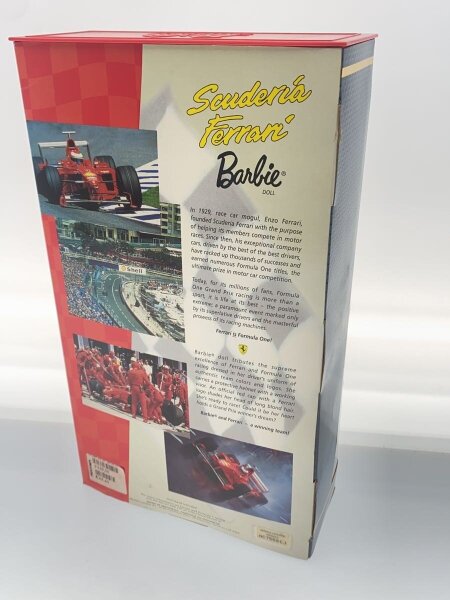 Scuderia
Ferrari
Barbie®
DOLL
In 1929, race car mogul, Enzo Ferrari,
founded Scuderia Ferrari with the purpose
of helping its members compete in motor
races. Since then, his exceptional company
cars, driven by the best of the best drivers,
have racked up thousands of successes and
earned numerous Formula One titles, the
ultimate prize in motor car competition.
Today, for its millions of fans, Formula
One Grand Prix racing is more than a
sport, it is life at its best – the positive
extreme; a paramount event marked only
by its superlative drivers and the masterful
prowess of its racing machines.
Ferrari is Formula One!
Barbie® doll tributes the supreme
excellence of Ferrari and Formula One
racing dressed in her driver's uniform of
authentic team colors and logos. She
carries a protective helmet with a working
visor. An official red cap with a Ferrari
logo shades her head of long blond hair.
She's ready to race! Could it be her heart
holds a Grand Prix winner's dream?
Barbie® and Ferrari – a winning team!
Shell